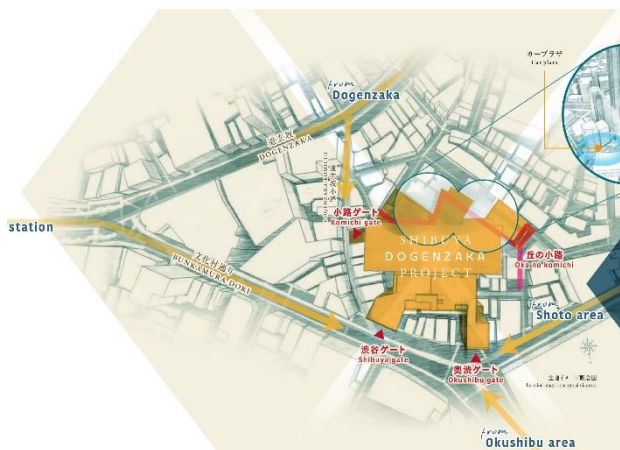 カープラザ
Car plaza
from
Dogenzaka
道玄坂
DOGENZAKA
小路ゲート
Komichi gate
station
文化村通り
BUNKAMURA DORI
SHIBUYA
DOGENZAKA
PROJECT
丘の小路
Oka no komichi
from
Shoto area
渋谷ゲート
Shibuya gate
奥渋ゲート
Okushibu gate
from
Okushibu area